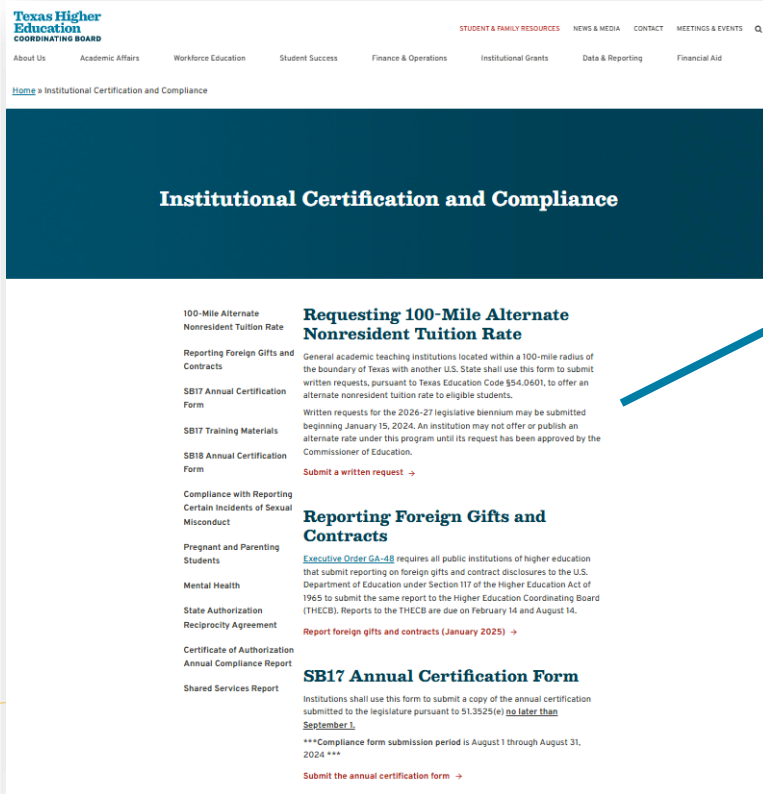 Texas Higher
Education
COORDINATING BOARD
STUDENT & FAMILY RESOURCES NEWS & MEDIA CONTACT MEETINGS & EVENTS
About Us Academic Affairs Workforce Education Student Success Finance & Operations Institutional Grants Data & Reporting Financial Aid
Home » Institutional Certification and Compliance
Institutional Certification and Compliance
100-Mile Alternate
Nonresident Tuition Rate
Reporting Foreign Gifts and
Contracts
SB17 Annual Certification
Form
SB17 Training Materials
SB18 Annual Certification
Form
Compliance with Reporting
Certain Incidents of Sexual
Misconduct
Pregnant and Parenting
Students
Mental Health
State Authorization
Reciprocity Agreement
Certificate of Authorization
Annual Compliance Report
Shared Services Report
Requesting 100-Mile Alternate
Nonresident Tuition Rate
General academic teaching institutions located within a 100-mile radius of
the boundary of Texas with another U.S. State shall use this form to submit
written requests, pursuant to Texas Education Code §54.0601, to offer an
alternate nonresident tuition rate to eligible students.
Written requests for the 2026-27 legislative biennium may be submitted
beginning January 15, 2024. An institution may not offer or publish an
alternate rate under this program until its request has been approved by the
Commissioner of Education.
Submit a written request →
Reporting Foreign Gifts and
Contracts
Executive Order GA-48 requires all public institutions of higher education
that submit reporting on foreign gifts and contract disclosures to the U.S.
Department of Education under Section 117 of the Higher Education Act of
1965 to submit the same report to the Higher Education Coordinating Board
(THECB). Reports to the THECB are due on February 14 and August 14.
Report foreign gifts and contracts (January 2025) →
SB17 Annual Certification Form
Institutions shall use this form to submit a copy of the annual certification
submitted to the legislature pursuant to 51.3525(e) no later than
September 1.
***Compliance form submission period is August 1 through August 31,
2024 ***
Submit the annual certification form →